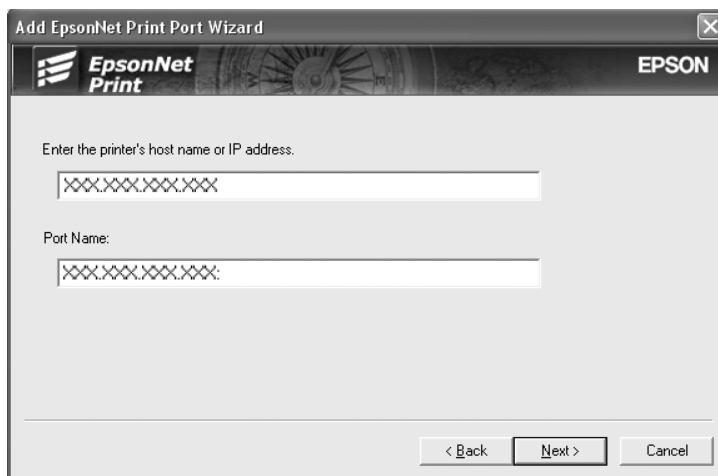 Add EpsonNet Print Port Wizard
EpsonNet
Print
EPSON
W
E
Enter the printer's host name or IP address.
XXX.XXX.XXX.XXX
Port Name:
XXX.XXX.XXX.XXX:
< Back
Next >
Cancel